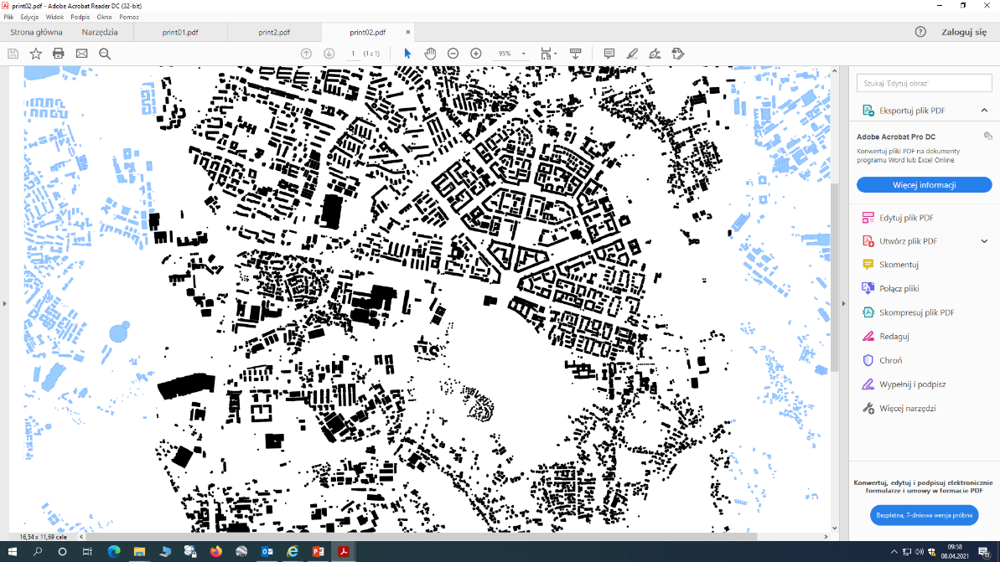 print02.pdf - Adobe Acrobat Reader DC (32-bit)
Plik Edycja Widok Podpis Okno Pomoc
Strona główna Narzędzia print01.pdf print2.pdf print02.pdf × Zaloguj się
1 (1 z 1) 95%
Szukaj 'Edytuj obraz'
Eksportuj plik PDF
Adobe Acrobat Pro DC
Konwertuj pliki PDF na dokumenty
programu Word lub Excel Online
Więcej informacji
Edytuj plik PDF
Utwórz plik PDF
Skomentuj
Połącz pliki
Skompresuj plik PDF
Redaguj
Chroń
Wypełnij i podpisz
Więcej narzędzi
Konwertuj, edytuj i podpisuj elektronicznie
formularze i umowy w formacie PDF
Bezpłatna, 7-dniowa wersja próbna
16,54 x 11,69 cale
09:58
08.04.2021